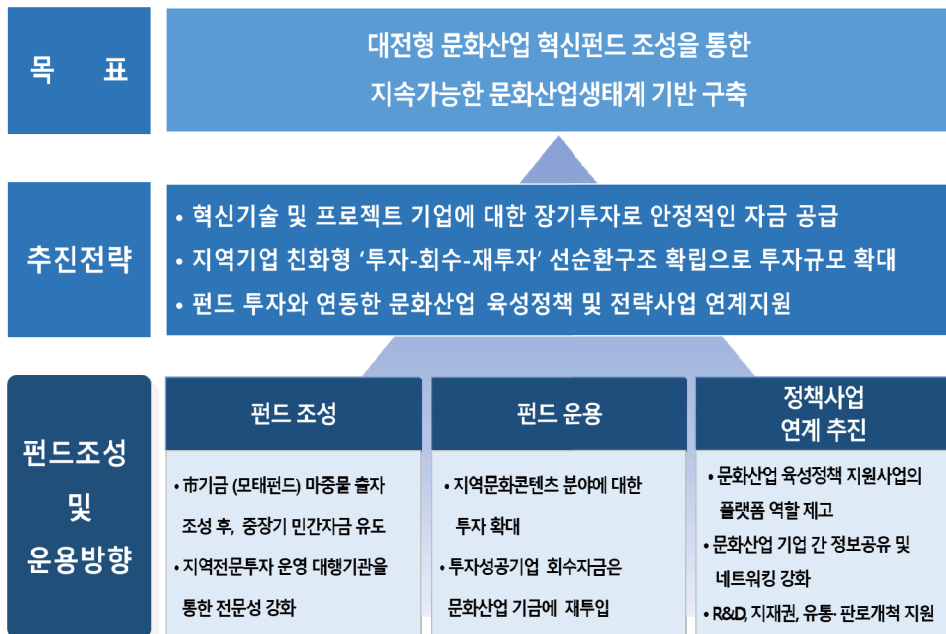 목 표
대전형 문화산업 혁신펀드 조성을 통한
지속가능한 문화산업생태계 기반 구축
추진전략
• 혁신기술 및 프로젝트 기업에 대한 장기투자로 안정적인 자금 공급
• 지역기업 친화형 ‘투자-회수-재투자’ 선순환구조 확립으로 투자규모 확대
• 펀드 투자와 연동한 문화산업 육성정책 및 전략사업 연계지원
펀드조성
및
운용방향
펀드 조성
• 市기금 (모태펀드) 마중물 출자
조성 후, 중장기 민간자금 유도
• 지역전문투자 운영 대행기관을
통한 전문성 강화
펀드 운용
• 지역문화콘텐츠 분야에 대한
투자 확대
• 투자성공기업 회수자금은
문화산업 기금에 재투입
정책사업
연계 추진
• 문화산업 육성정책 지원사업의
플랫폼 역할 제고
• 문화산업 기업 간 정보공유 및
네트워킹 강화
• R&D, 지재권, 유통· 판로개척 지원